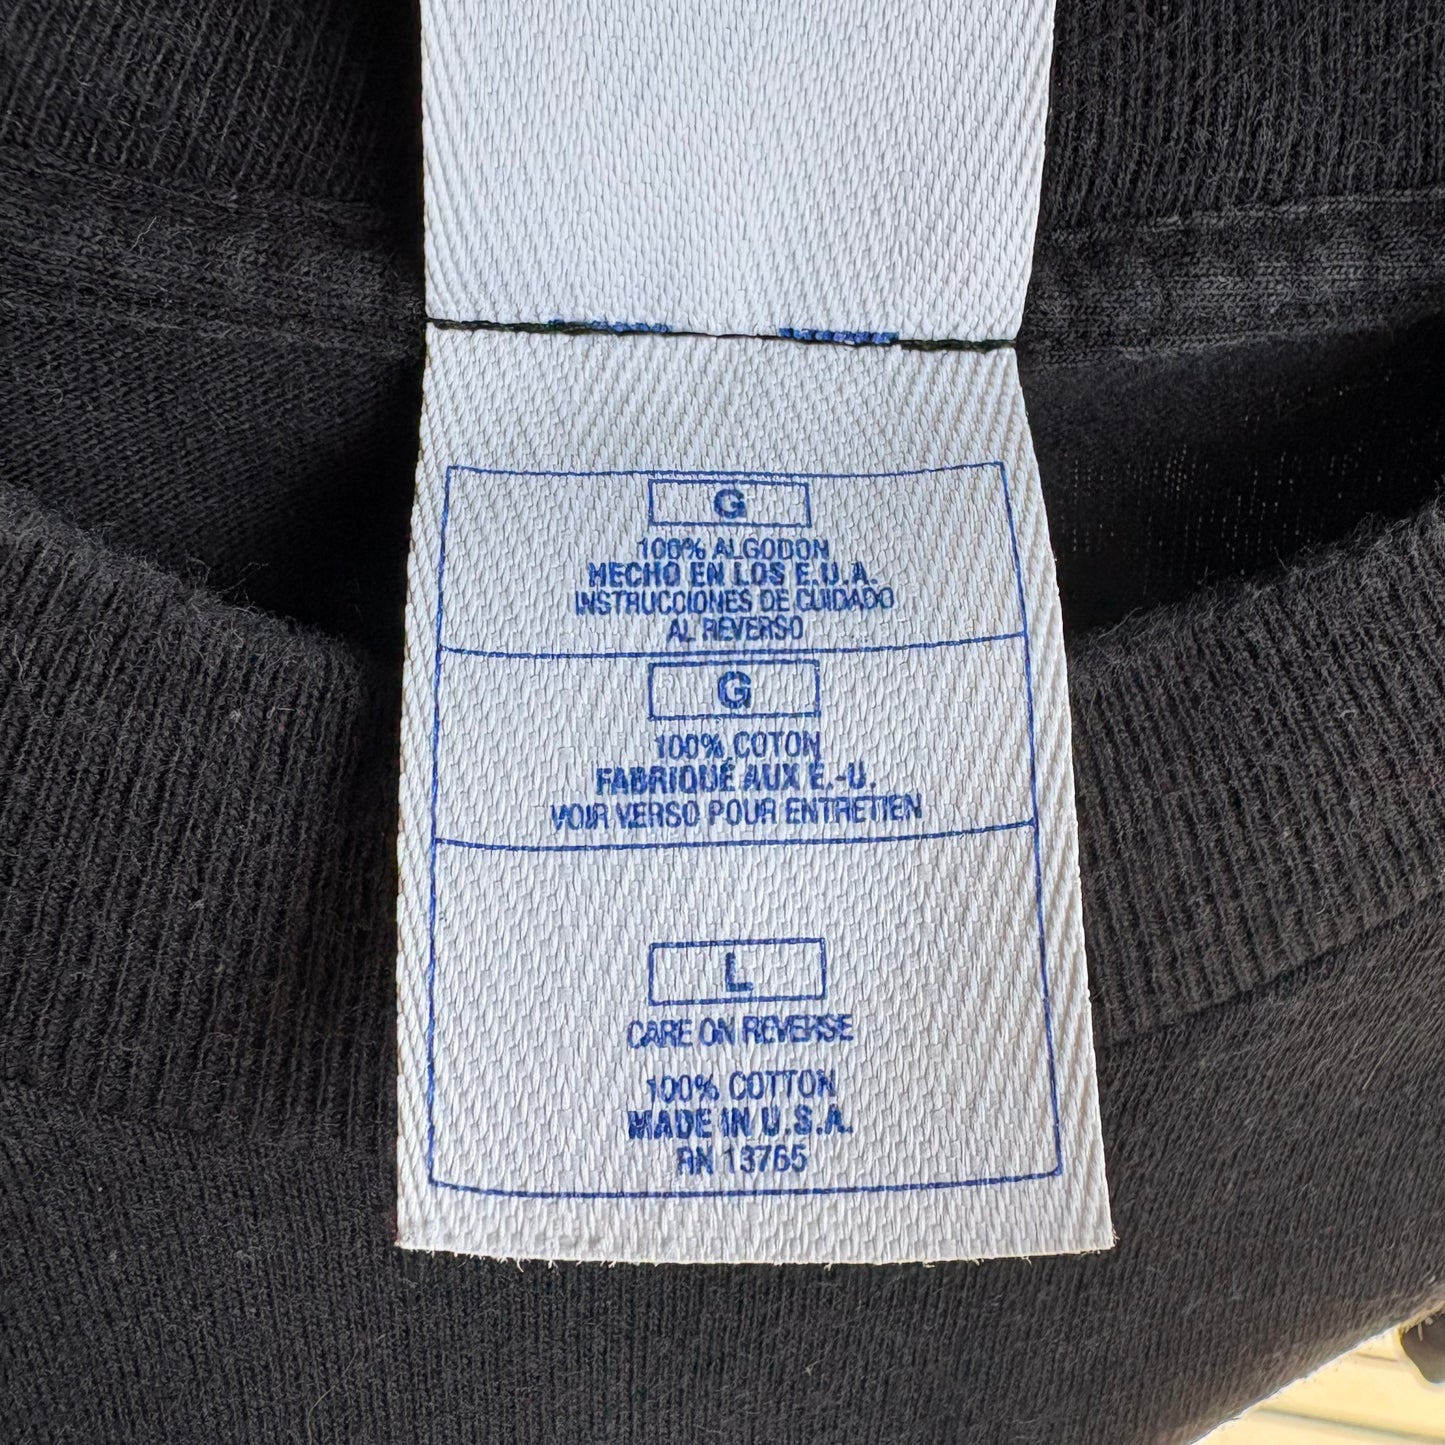 G
100% ALGODON
HECHO EN LOS E.U.A.
INSTRUCCIONES DE CUIDADO
AL REVERSO
G
100% COTON
FABRIQUÉ AUX É.-U.
VOIR VERSO POUR ENTRETIEN
L
CARE ON REVERSE
100% COTTON
MADE IN U.S.A.
RN 13765